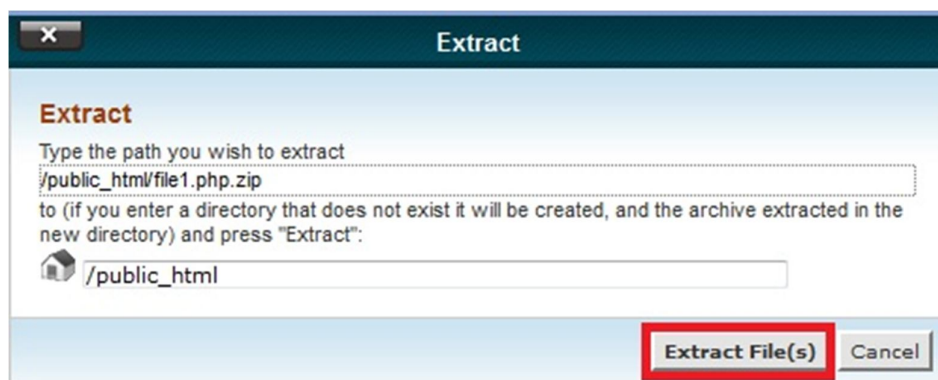 Extract
Extract
Type the path you wish to extract
/public_html/file1.php.zip
to (if you enter a directory that does not exist it will be created, and the archive extracted in the
new directory) and press "Extract":
/public_html
Extract File(s) Cancel